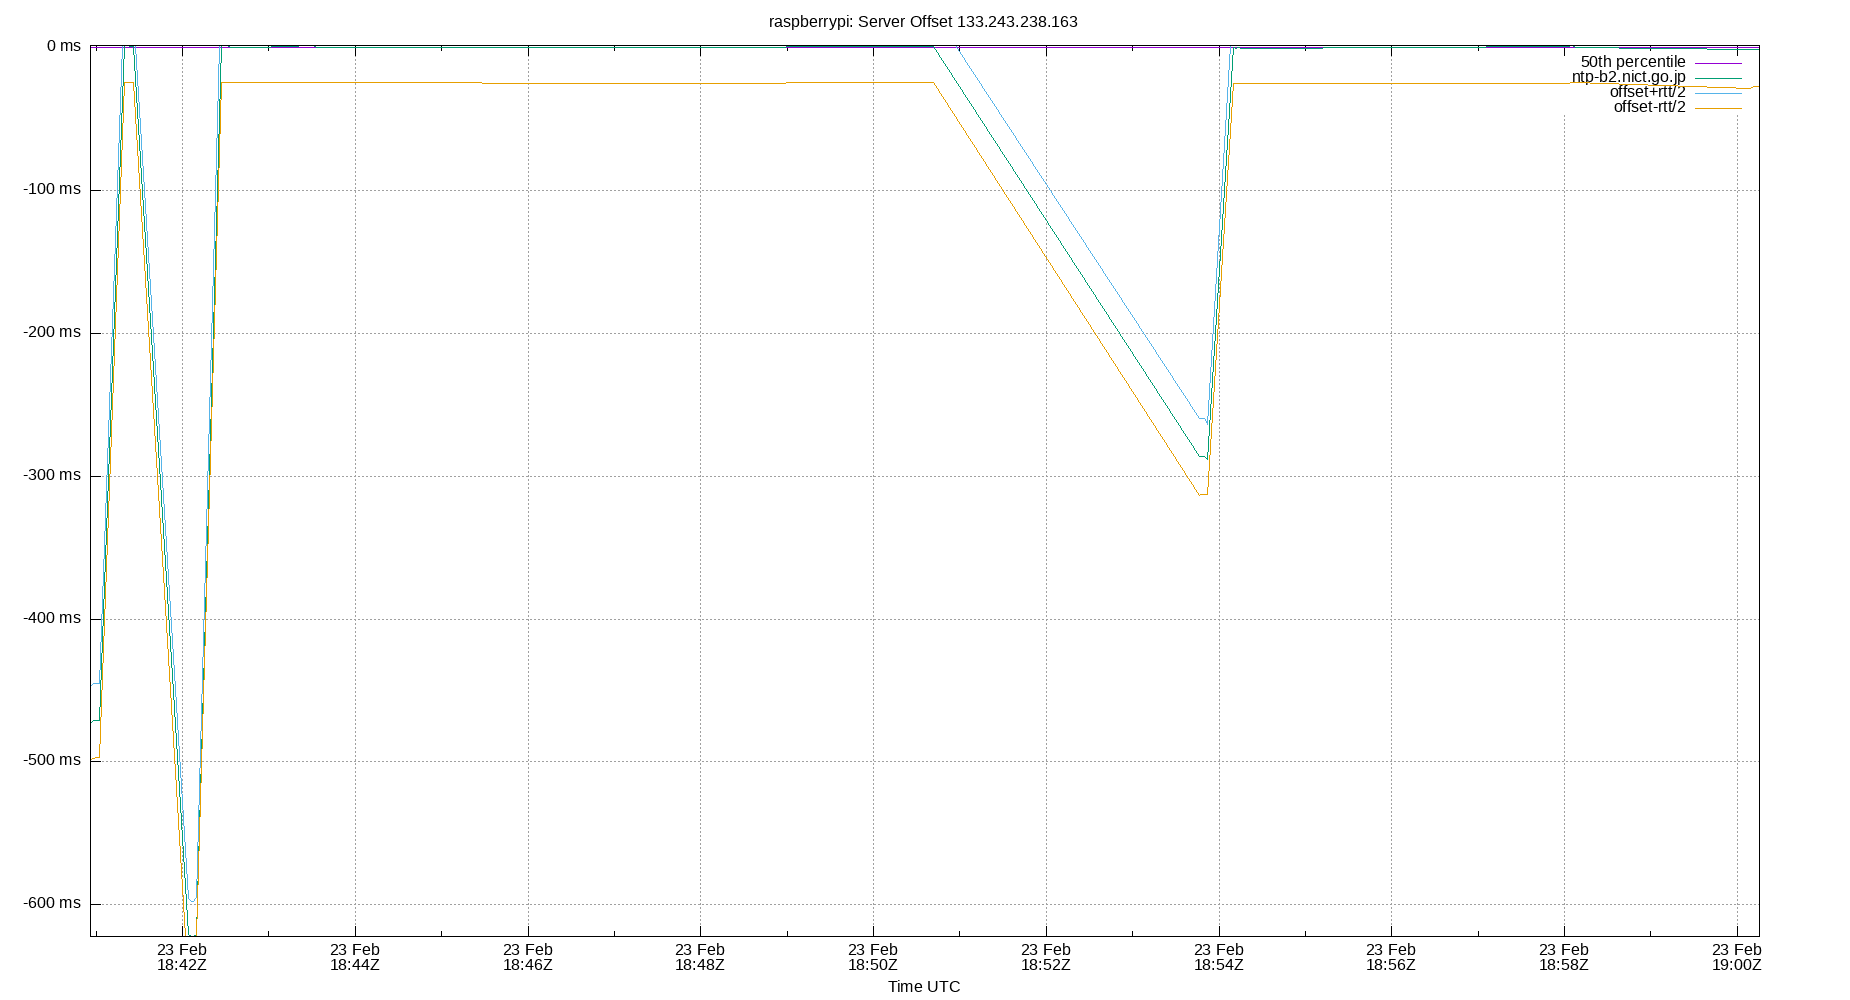 raspberrypi: Server Offset 133.243.238.163
0 ms
-100 ms
-200 ms
-300 ms
-400 ms
-500 ms
-600 ms
50th percentile
ntp-b2.nict.go.jp
offset+rtt/2
offset-rtt/2
23 Feb 23 Feb 23 Feb 23 Feb 23 Feb 23 Feb 23 Feb 23 Feb 23 Feb 23 Feb
18:42Z 18:44Z 18:46Z 18:48Z 18:50Z 18:52Z 18:54Z 18:56Z 18:58Z 19:00Z
Time UTC